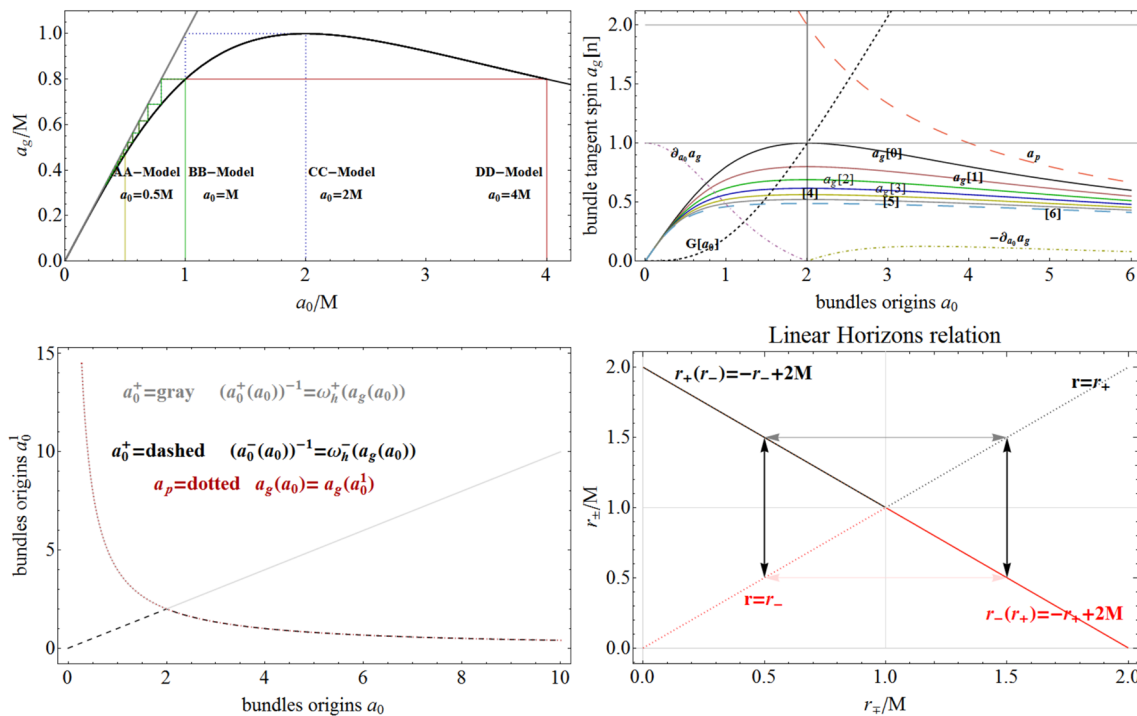 1.0
0.8
0.6
0.4
0.2
0.0
a_g/M
AA−Model BB−Model CC−Model DD−Model
a_0=0.5M a_0=M a_0=2M a_0=4M
0 1 2 3 4
a_0/M
2.0
1.5
1.0
0.5
0.0
bundle tangent spin a_g[n]
∂_{a_0}a_g
a_g[0]
a_p
a_g[1]
a_g[2]
a_g[3]
[4]
[5]
[6]
G[a_0]
−∂_{a_0}a_g
0 1 2 3 4 5 6
bundles origins a_0
15
10
5
0
bundles origins a_0^1
a_0^+=gray (a_0^+(a_0))^{−1}=ω_h^+(a_g(a_0))
a_0^+=dashed (a_0^−(a_0))^{−1}=ω_h^−(a_g(a_0))
a_p=dotted a_g(a_0)= a_g(a_0^1)
0 2 4 6 8 10
bundles origins a_0
Linear Horizons relation
2.0
1.5
1.0
0.5
0.0
r_±/M
r_+(r_−)=−r_−+2M
r=r_+
r=r_−
r_−(r_+)=−r_++2M
0.0 0.5 1.0 1.5 2.0
r_∓/M